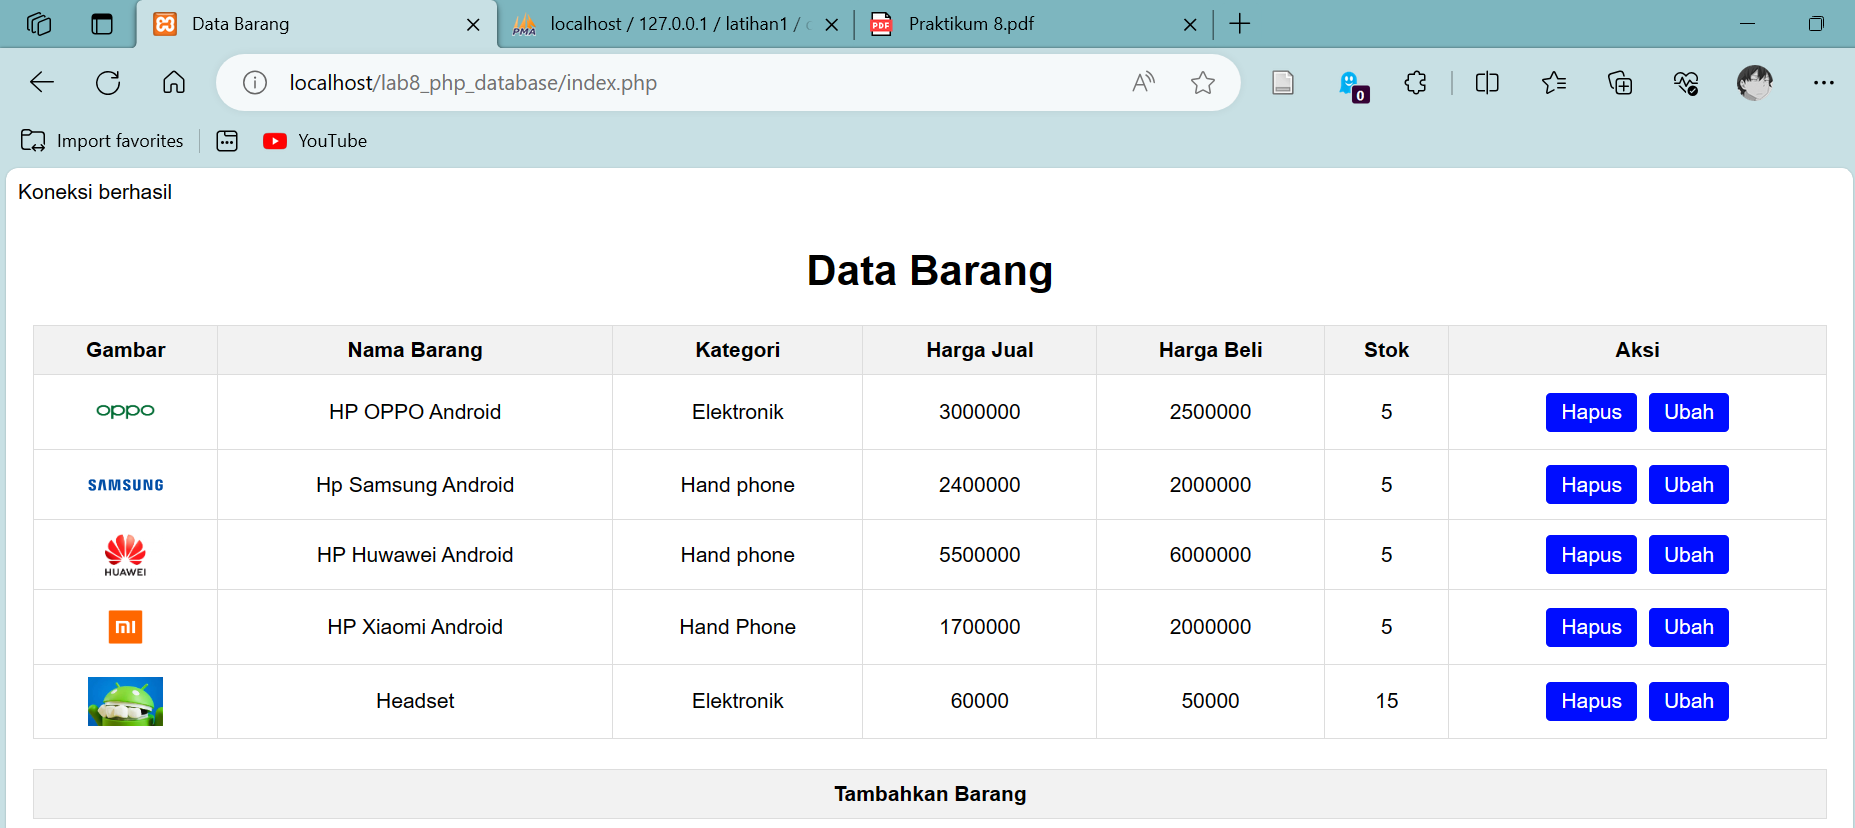 Data Barang
localhost / 127.0.0.1 / latihan1 /
Praktikum 8.pdf
localhost/lab8_php_database/index.php
0
Import favorites
YouTube
Koneksi berhasil
Data Barang
Gambar Nama Barang Kategori Harga Jual Harga Beli Stok Aksi
oppo HP OPPO Android Elektronik 3000000 2500000 5 Hapus Ubah
SAMSUNG Hp Samsung Android Hand phone 2400000 2000000 5 Hapus Ubah
HUAWEI HP Huwawei Android Hand phone 5500000 6000000 5 Hapus Ubah
mi HP Xiaomi Android Hand Phone 1700000 2000000 5 Hapus Ubah
Headset Elektronik 60000 50000 15 Hapus Ubah
Tambahkan Barang